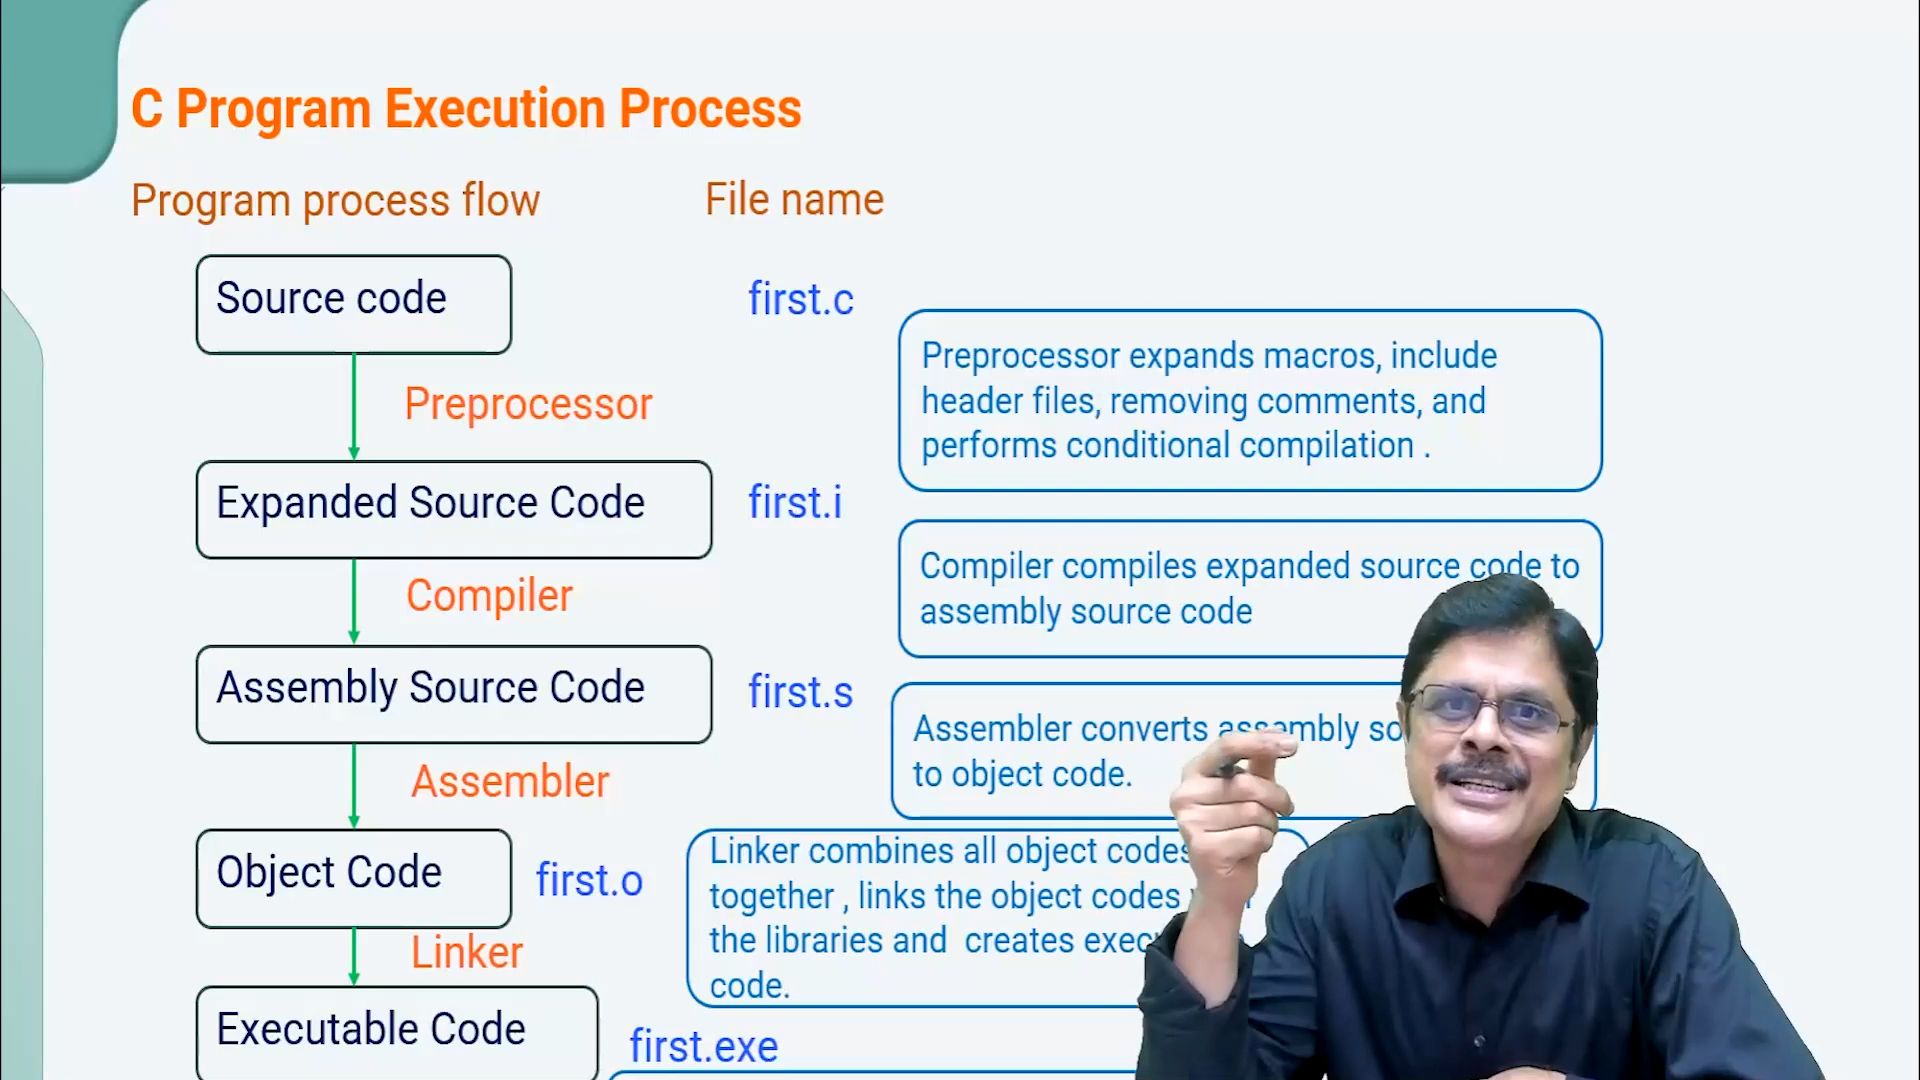 C Program Execution Process
Program process flow
File name
Source code
first.c
Preprocessor
Preprocessor expands macros, include
header files, removing comments, and
performs conditional compilation .
Expanded Source Code
first.i
Compiler
Compiler compiles expanded source code to
assembly source code
Assembly Source Code
first.s
Assembler
Assembler converts assembly
to object code.
Object Code
first.o
Linker combines all object codes
together , links the object codes
the libraries and creates
code.
Linker
Executable Code
first.exe